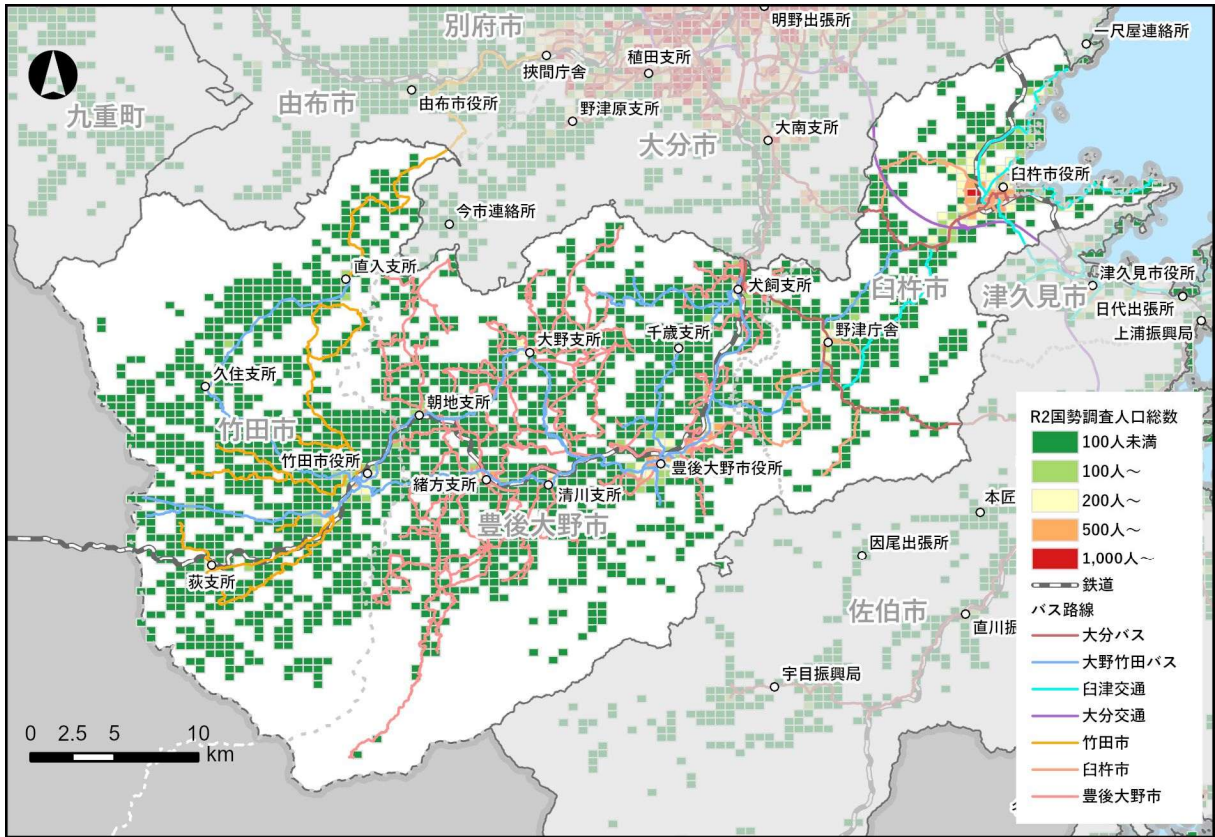 明野出張所
一尺屋連絡所
別府市
挾間庁舎
稙田支所
由布市
由布市役所
野津原支所
九重町
大分市
大南支所
臼杵市役所
今市連絡所
直入支所
犬飼支所
臼杵市
津久見市
津久見市役所
日代出張所
上浦振興局
大野支所
千歳支所
野津庁舎
久住支所
朝地支所
竹田市
竹田市役所
緒方支所
清川支所
豊後大野市役所
豊後大野市
荻支所
本匠
因尾出張所
佐伯市
直川振
宇目振興局
0 2.5 5 10
km
R2国勢調査人口総数
100人未満
100人～
200人～
500人～
1,000人～
鉄道
バス路線
大分バス
大野竹田バス
臼津交通
大分交通
竹田市
臼杵市
豊後大野市